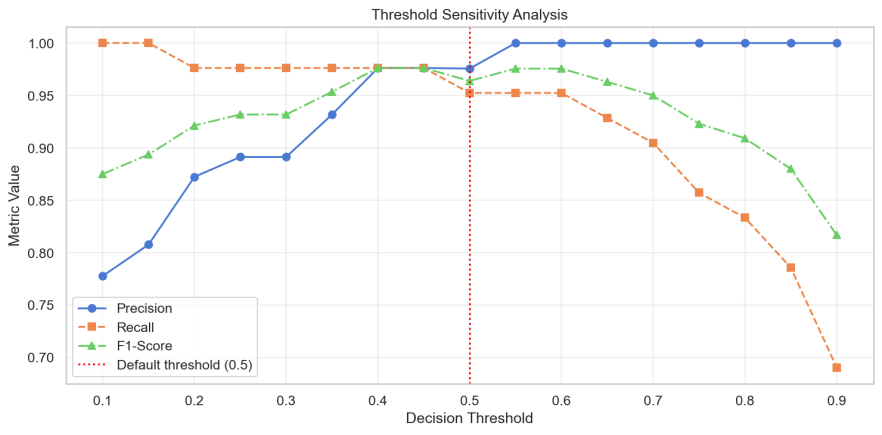 Threshold Sensitivity Analysis
Metric Value
1.00
0.95
0.90
0.85
0.80
0.75
0.70
Precision
Recall
F1-Score
Default threshold (0.5)
0.1 0.2 0.3 0.4 0.5 0.6 0.7 0.8 0.9
Decision Threshold